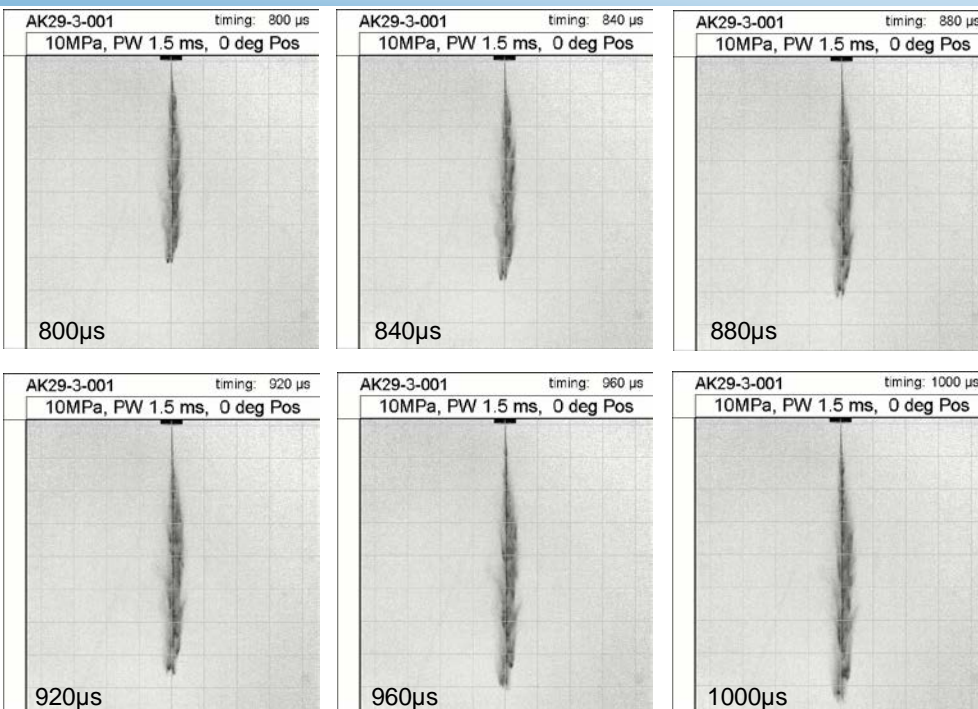 AK29-3-001 timing: 800 µs
10MPa, PW 1.5 ms, 0 deg Pos
800µs
AK29-3-001 timing: 840 µs
10MPa, PW 1.5 ms, 0 deg Pos
840µs
AK29-3-001 timing: 880 µs
10MPa, PW 1.5 ms, 0 deg Pos
880µs
AK29-3-001 timing: 920 µs
10MPa, PW 1.5 ms, 0 deg Pos
920µs
AK29-3-001 timing: 960 µs
10MPa, PW 1.5 ms, 0 deg Pos
960µs
AK29-3-001 timing: 1000 µs
10MPa, PW 1.5 ms, 0 deg Pos
1000µs